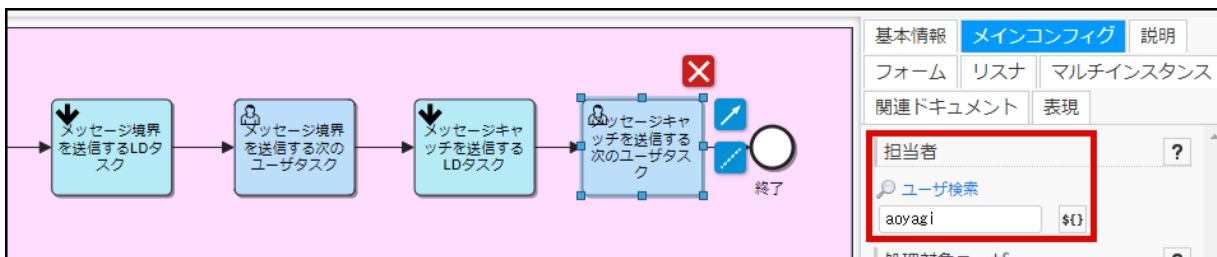 メッセージ境界
を送信するLDタ
スク
メッセージ境界
を送信する次の
ユーザタスク
メッセージキャ
ッチを送信する
LDタスク
メッセージキャ
ッチを送信する
次のユーザタス
ク
終了
基本情報 メインコンフィグ 説明
フォーム リスナ マルチインスタンス
関連ドキュメント 表現
担当者 ?
ユーザ検索
aoyagi ${}